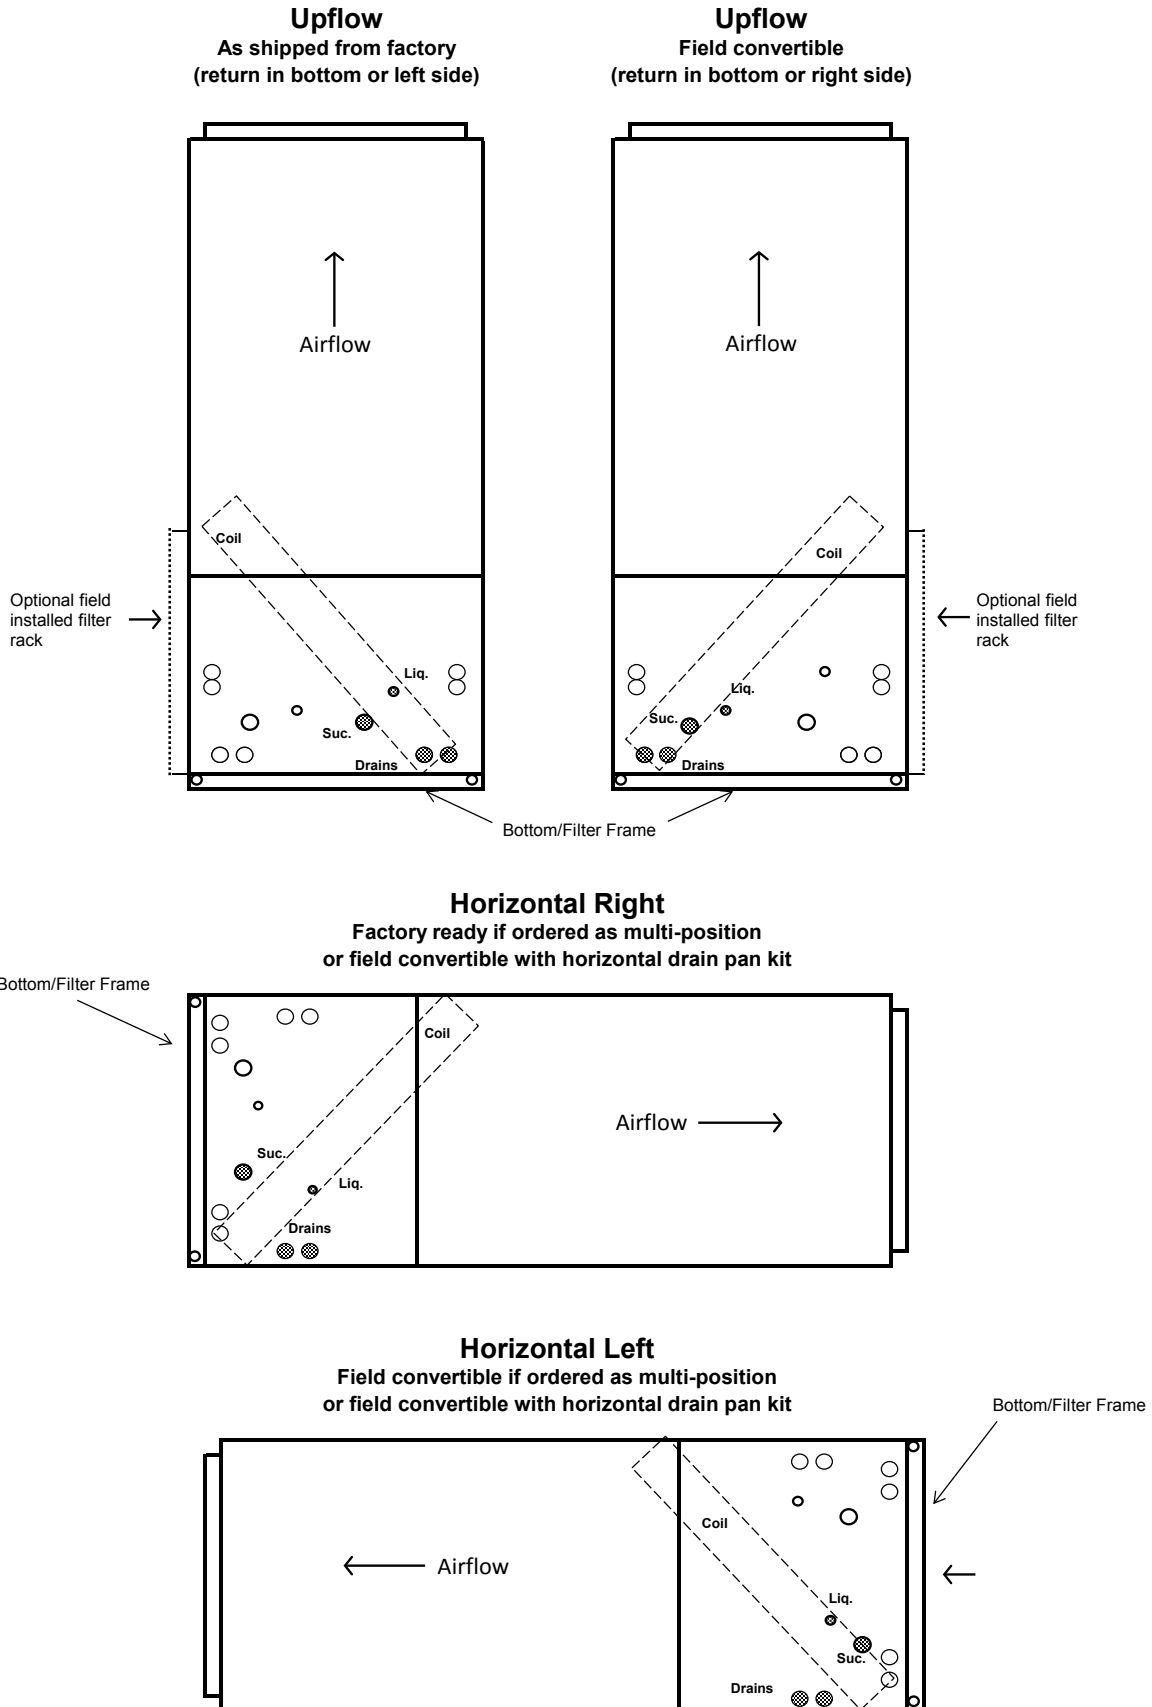 Upflow
As shipped from factory
(return in bottom or left side)
Upflow
Field convertible
(return in bottom or right side)
Airflow
Airflow
Coil
Coil
Optional field
installed filter
rack
Optional field
installed filter
rack
Liq.
Suc.
Drains
Liq.
Suc.
Drains
Bottom/Filter Frame
Horizontal Right
Factory ready if ordered as multi-position
or field convertible with horizontal drain pan kit
Bottom/Filter Frame
Coil
Airflow
Suc.
Liq.
Drains
Horizontal Left
Field convertible if ordered as multi-position
or field convertible with horizontal drain pan kit
Bottom/Filter Frame
Coil
Airflow
Liq.
Suc.
Drains